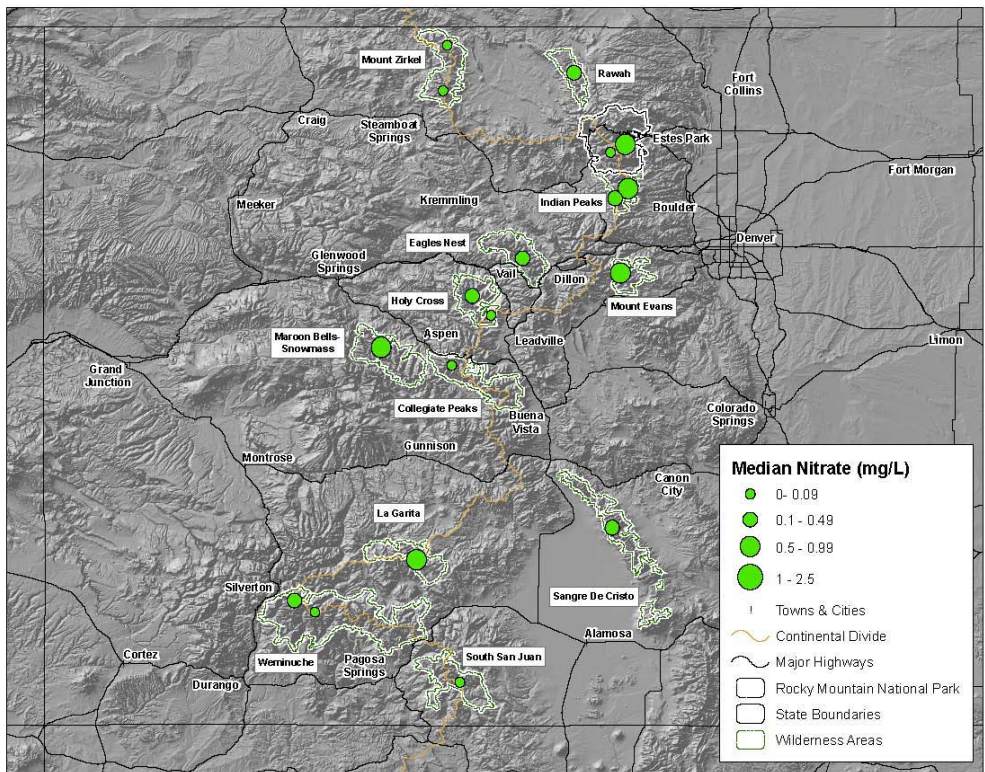 Mount Zirkel
Rawah
Fort
Collins
Craig
Steamboat
Springs
Estes Park
Fort Morgan
Meeker
Kremmling
Indian Peaks
Boulder
Eagles Nest
Denver
Glenwood
Springs
Vail
Dillon
Holy Cross
Mount Evans
Aspen
Leadville
Maroon Bells-
Snowmass
Limon
Grand
Junction
Collegiate Peaks
Buena
Vista
Colorado
Springs
Gunnison
Montrose
Canon
City
La Garita
Silverton
Sangre De Cristo
Alamosa
Cortez
Weminuche
Pagosa
Springs
South San Juan
Durango
Median Nitrate (mg/L)
0- 0.09
0.1 - 0.49
0.5 - 0.99
1 - 2.5
Towns & Cities
Continental Divide
Major Highways
Rocky Mountain National Park
State Boundaries
Wilderness Areas